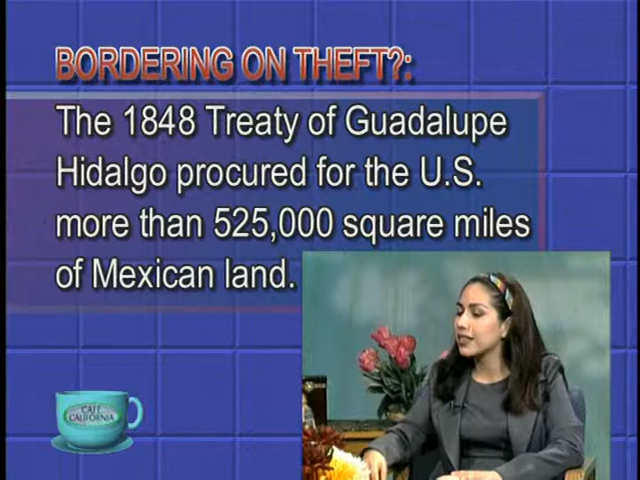 BORDERING ON THEFT?:
The 1848 Treaty of Guadalupe
Hidalgo procured for the U.S.
more than 525,000 square miles
of Mexican land.
CAFE
CALIFORNIA